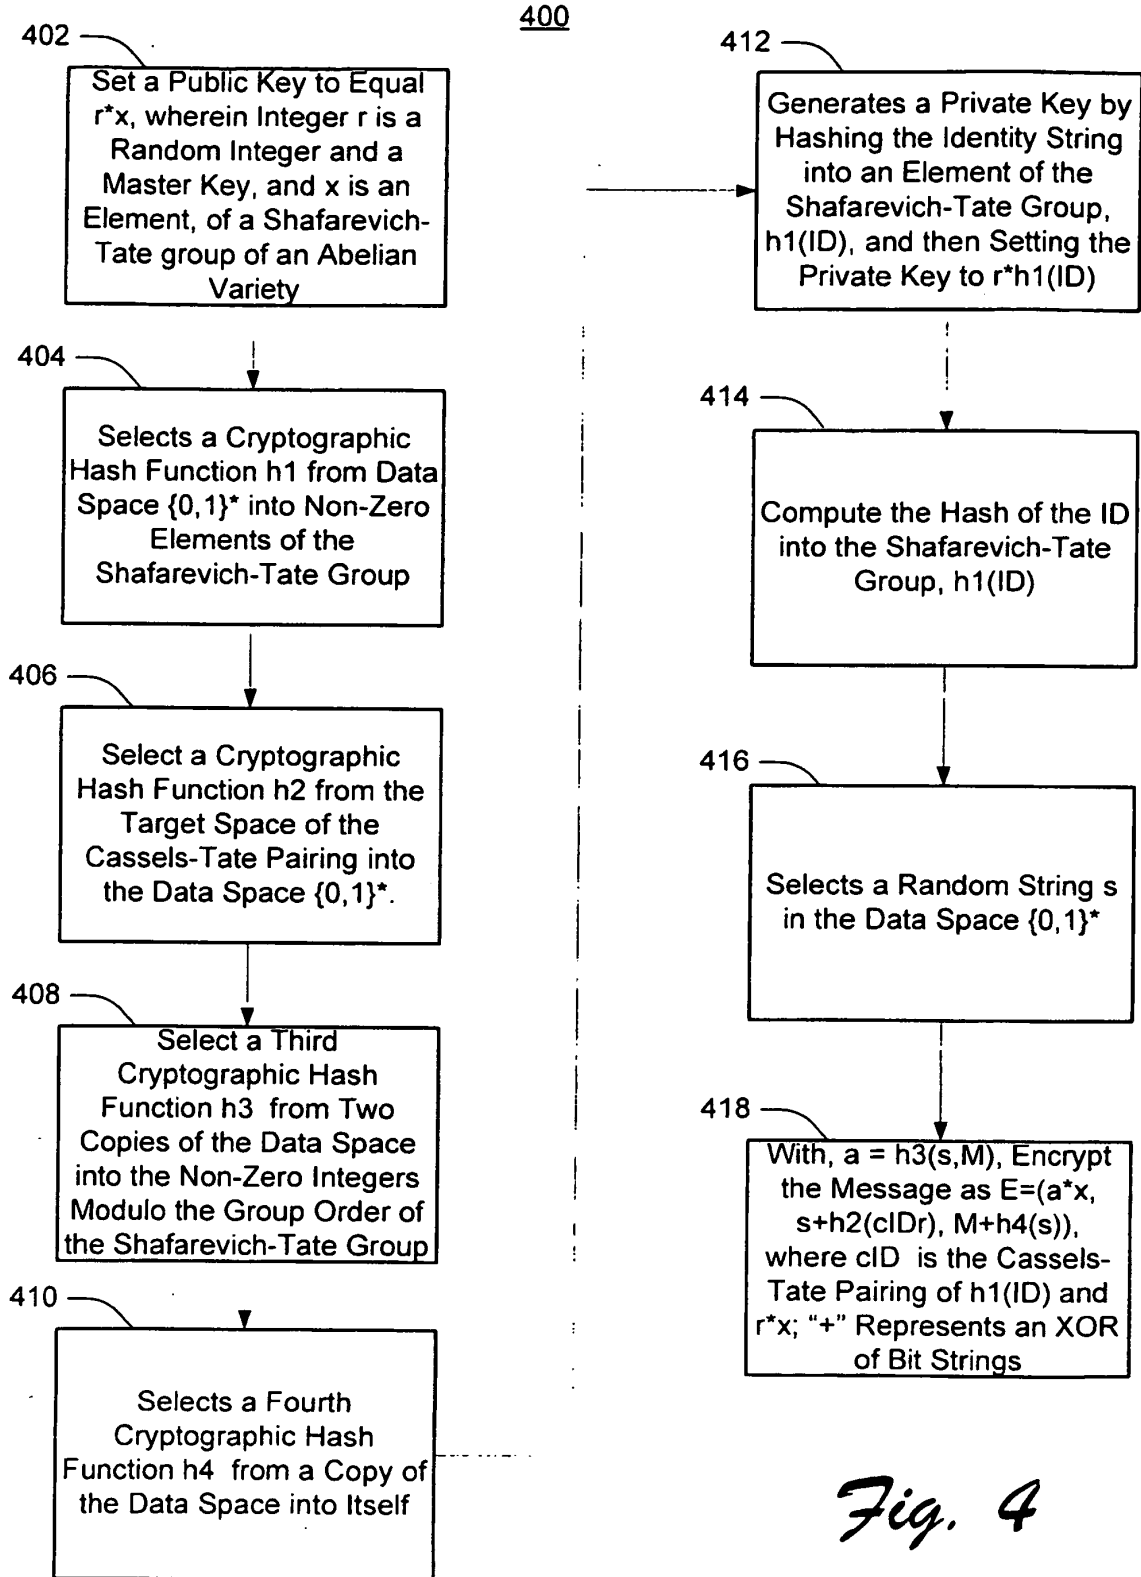 400
402
Set a Public Key to Equal
r*x, wherein Integer r is a
Random Integer and a
Master Key, and x is an
Element, of a Shafarevich-
Tate group of an Abelian
Variety
404
Selects a Cryptographic
Hash Function h1 from Data
Space {0,1}* into Non-Zero
Elements of the
Shafarevich-Tate Group
406
Select a Cryptographic
Hash Function h2 from the
Target Space of the
Cassels-Tate Pairing into
the Data Space {0,1}*.
408
Select a Third
Cryptographic Hash
Function h3 from Two
Copies of the Data Space
into the Non-Zero Integers
Modulo the Group Order of
the Shafarevich-Tate Group
410
Selects a Fourth
Cryptographic Hash
Function h4 from a Copy of
the Data Space into Itself
412
Generates a Private Key by
Hashing the Identity String
into an Element of the
Shafarevich-Tate Group,
h1(ID), and then Setting the
Private Key to r*h1(ID)
414
Compute the Hash of the ID
into the Shafarevich-Tate
Group, h1(ID)
416
Selects a Random String s
in the Data Space {0,1}*
418
With, a = h3(s,M), Encrypt
the Message as E=(a*x,
s+h2(cIDr), M+h4(s)),
where cID is the Cassels-
Tate Pairing of h1(ID) and
r*x; “+” Represents an XOR
of Bit Strings
Fig. 4